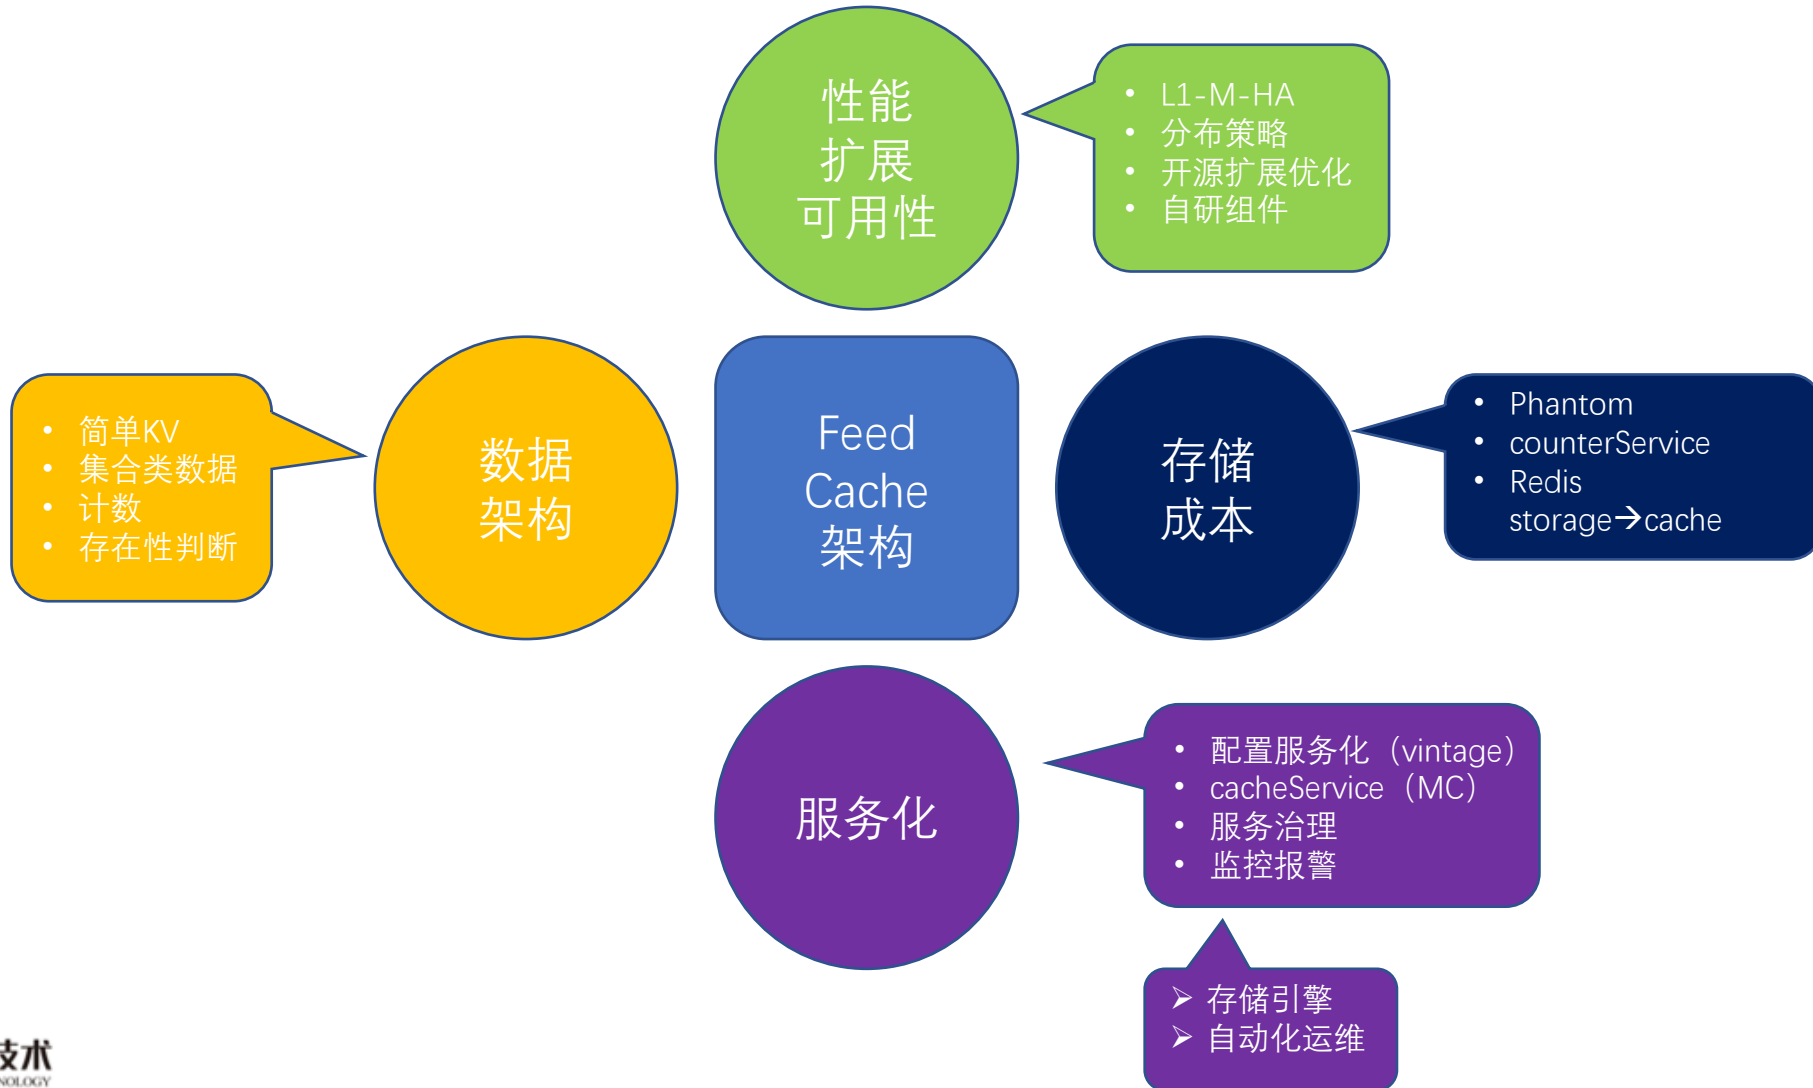 性能
扩展
可用性
• L1-M-HA
• 分布策略
• 开源扩展优化
• 自研组件
• 简单KV
• 集合类数据
• 计数
• 存在性判断
数据
架构
Feed
Cache
架构
存储
成本
• Phantom
• counterService
• Redis
storage→cache
服务化
• 配置服务化（vintage）
• cacheService（MC）
• 服务治理
• 监控报警
➢ 存储引擎
➢ 自动化运维
技术
NOLOGY